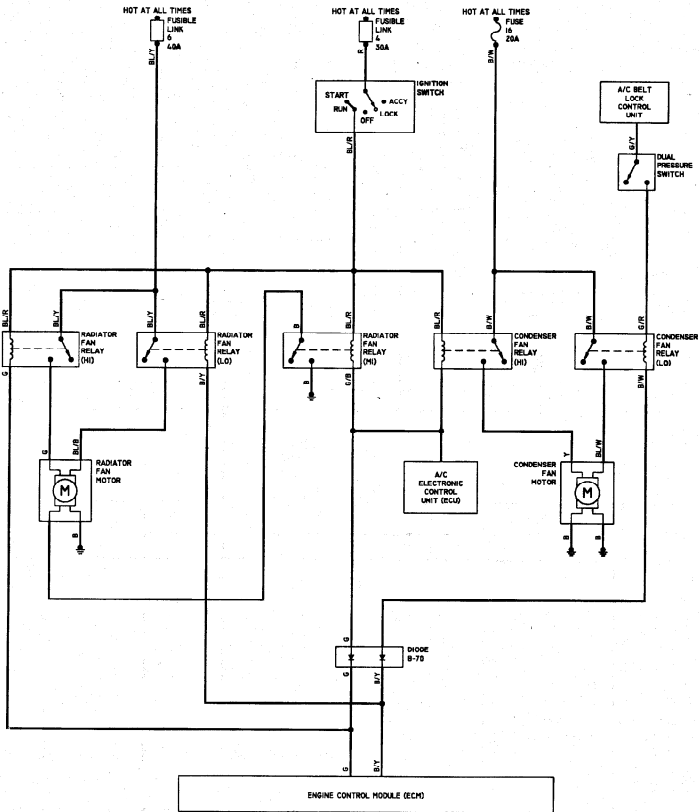 HOT AT ALL TIMES
FUSIBLE
LINK
6
40A
BL/Y
HOT AT ALL TIMES
FUSIBLE
LINK
4
30A
R
HOT AT ALL TIMES
FUSE
16
20A
B/W
IGNITION
SWITCH
START
RUN
OFF
LOCK
ACCY
BL/R
A/C BELT
LOCK
CONTROL
UNIT
G/Y
DUAL
PRESSURE
SWITCH
BL/R
BL/Y
BL/Y
BL/R
B
BL/R
BL/R
B/W
B/W
G/R
RADIATOR
FAN
RELAY
(HI)
RADIATOR
FAN
RELAY
(LO)
RADIATOR
FAN
RELAY
(MI)
CONDENSER
FAN
RELAY
(HI)
CONDENSER
FAN
RELAY
(LO)
G
B/Y
B
G/B
B/W
G
BL/B
RADIATOR
FAN
MOTOR
M
B
A/C
ELECTRONIC
CONTROL
UNIT (ECU)
CONDENSER
FAN
MOTOR
Y
BL/W
M
B
B
G
DIODE
B-70
G
B/Y
G
B/Y
ENGINE CONTROL MODULE (ECM)